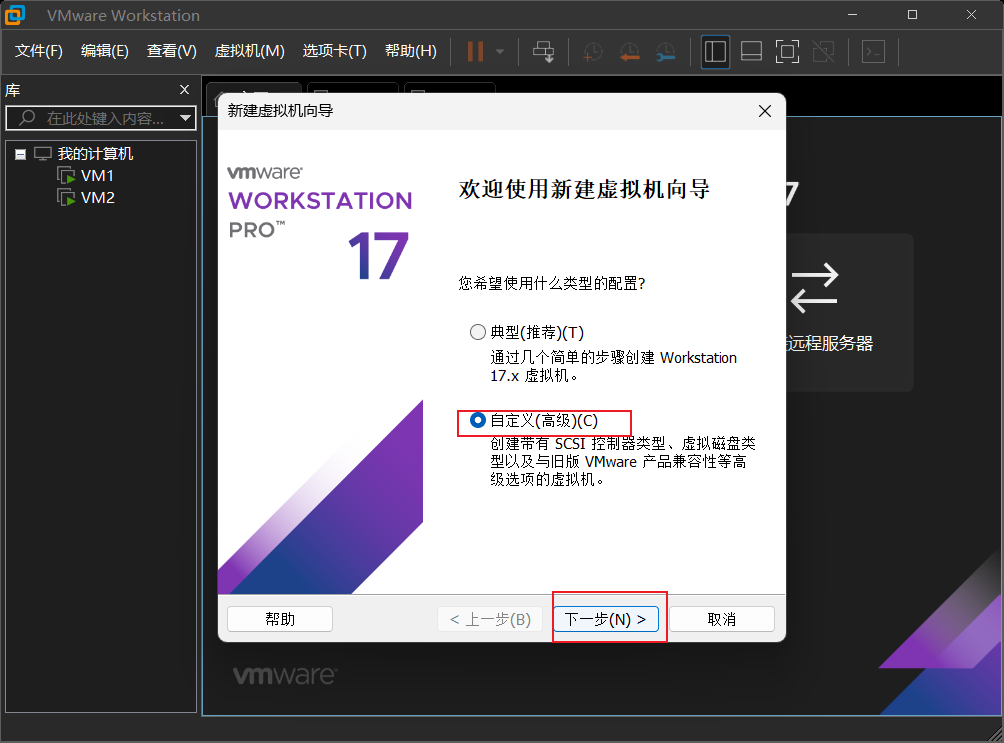 VMware Workstation
文件(F) 编辑(E) 查看(V) 虚拟机(M) 选项卡(T) 帮助(H)
库
在此处键入内容...
我的计算机
VM1
VM2
新建虚拟机向导
vmware
WORKSTATION
PRO™
17
欢迎使用新建虚拟机向导
您希望使用什么类型的配置?
典型(推荐)(T)
通过几个简单的步骤创建 Workstation
17.x 虚拟机。
自定义(高级)(C)
创建带有 SCSI 控制器类型、虚拟磁盘类
型以及与旧版 VMware 产品兼容性等高
级选项的虚拟机。
7
远程服务器
帮助
< 上一步(B)
下一步(N) >
取消
vmware